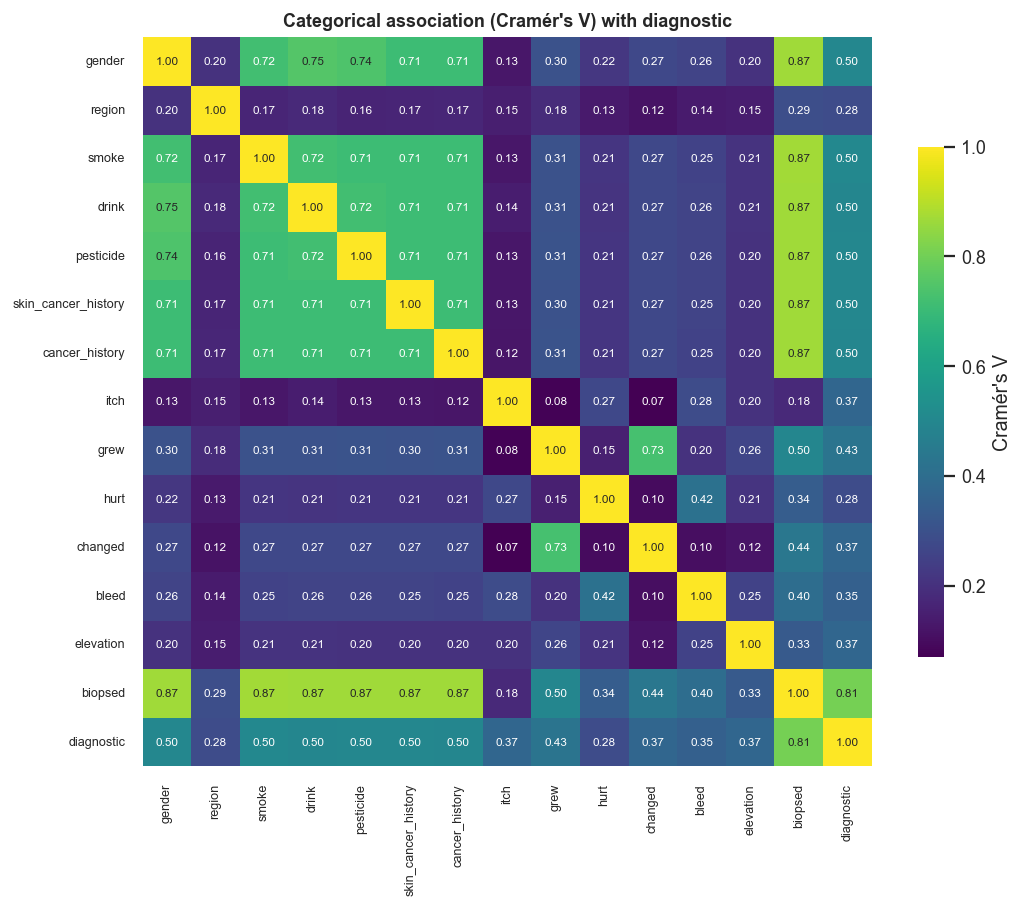 Categorical association (Cramér's V) with diagnostic
gender 1.00 0.20 0.72 0.75 0.74 0.71 0.71 0.13 0.30 0.22 0.27 0.26 0.20 0.87 0.50
region 0.20 1.00 0.17 0.18 0.16 0.17 0.17 0.15 0.18 0.13 0.12 0.14 0.15 0.29 0.28
smoke 0.72 0.17 1.00 0.72 0.71 0.71 0.71 0.13 0.31 0.21 0.27 0.25 0.21 0.87 0.50
drink 0.75 0.18 0.72 1.00 0.72 0.71 0.71 0.14 0.31 0.21 0.27 0.26 0.21 0.87 0.50
pesticide 0.74 0.16 0.71 0.72 1.00 0.71 0.71 0.13 0.31 0.21 0.27 0.26 0.20 0.87 0.50
skin_cancer_history 0.71 0.17 0.71 0.71 0.71 1.00 0.71 0.13 0.30 0.21 0.27 0.25 0.20 0.87 0.50
cancer_history 0.71 0.17 0.71 0.71 0.71 0.71 1.00 0.12 0.31 0.21 0.27 0.25 0.20 0.87 0.50
itch 0.13 0.15 0.13 0.14 0.13 0.13 0.12 1.00 0.08 0.27 0.07 0.28 0.20 0.18 0.37
grew 0.30 0.18 0.31 0.31 0.31 0.30 0.31 0.08 1.00 0.15 0.73 0.20 0.26 0.50 0.43
hurt 0.22 0.13 0.21 0.21 0.21 0.21 0.21 0.27 0.15 1.00 0.10 0.42 0.21 0.34 0.28
changed 0.27 0.12 0.27 0.27 0.27 0.27 0.27 0.07 0.73 0.10 1.00 0.10 0.12 0.44 0.37
bleed 0.26 0.14 0.25 0.26 0.26 0.25 0.25 0.28 0.20 0.42 0.10 1.00 0.25 0.40 0.35
elevation 0.20 0.15 0.21 0.21 0.20 0.20 0.20 0.20 0.26 0.21 0.12 0.25 1.00 0.33 0.37
biopsed 0.87 0.29 0.87 0.87 0.87 0.87 0.87 0.18 0.50 0.34 0.44 0.40 0.33 1.00 0.81
diagnostic 0.50 0.28 0.50 0.50 0.50 0.50 0.50 0.37 0.43 0.28 0.37 0.35 0.37 0.81 1.00
gender
region
smoke
drink
pesticide
skin_cancer_history
cancer_history
itch
grew
hurt
changed
bleed
elevation
biopsed
diagnostic
1.0
0.8
0.6
0.4
0.2
Cramér's V